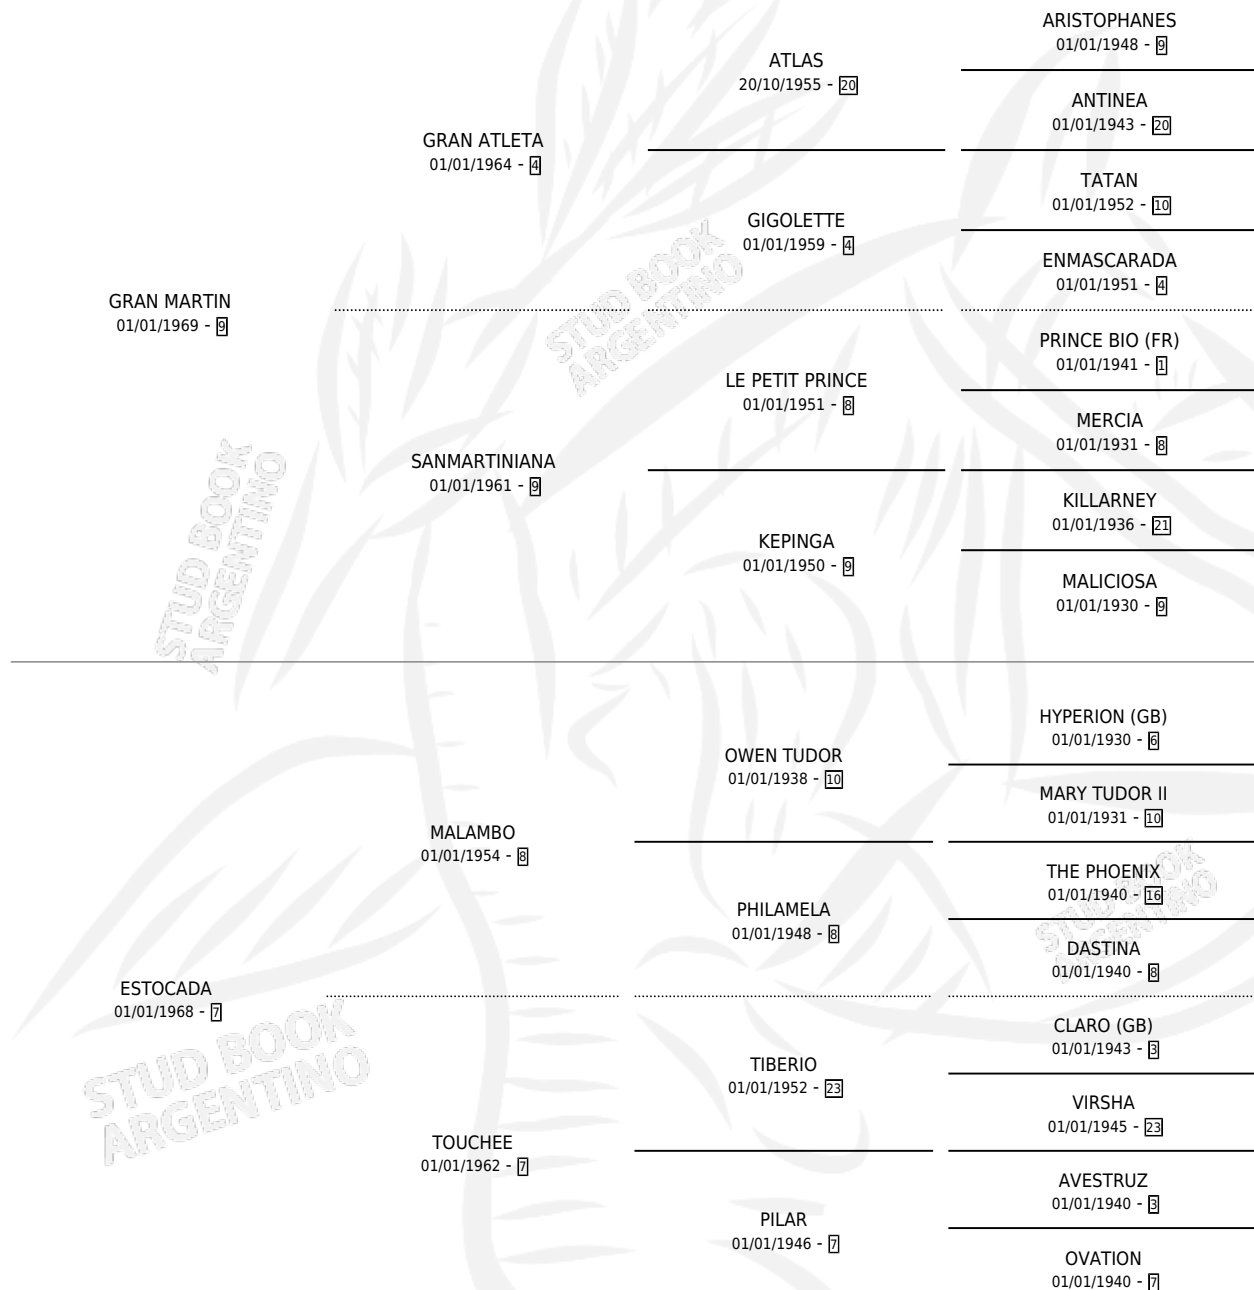 ARISTOPHANES
01/01/1948 - 9
ATLAS
20/10/1955 - 20
ANTINEA
01/01/1943 - 20
GRAN ATLETA
01/01/1964 - 4
TATAN
01/01/1952 - 10
GIGOLETTE
01/01/1959 - 4
ENMASCARADA
01/01/1951 - 4
GRAN MARTIN
01/01/1969 - 9
STUD BOOK
ARGENTINO
PRINCE BIO (FR)
01/01/1941 - 1
LE PETIT PRINCE
01/01/1951 - 8
MERCIA
01/01/1931 - 8
SANMARTINIANA
01/01/1961 - 9
KILLARNEY
01/01/1936 - 21
KEPINGA
01/01/1950 - 9
MALICIOSA
01/01/1930 - 9
STUD BOOK
ARGENTINO
HYPERION (GB)
01/01/1930 - 6
OWEN TUDOR
01/01/1938 - 10
MARY TUDOR II
01/01/1931 - 10
MALAMBO
01/01/1954 - 8
THE PHOENIX
01/01/1940 - 16
PHILAMELA
01/01/1948 - 8
STUD BOOK
ARGENTINO
DASTINA
01/01/1940 - 8
ESTOCADA
01/01/1968 - 7
CLARO (GB)
01/01/1943 - 3
TIBERIO
01/01/1952 - 23
STUD BOOK
ARGENTINO
VIRSHA
01/01/1945 - 23
TOUCHEE
01/01/1962 - 7
AVESTRUZ
01/01/1940 - 3
PILAR
01/01/1946 - 7
OVATION
01/01/1940 - 7